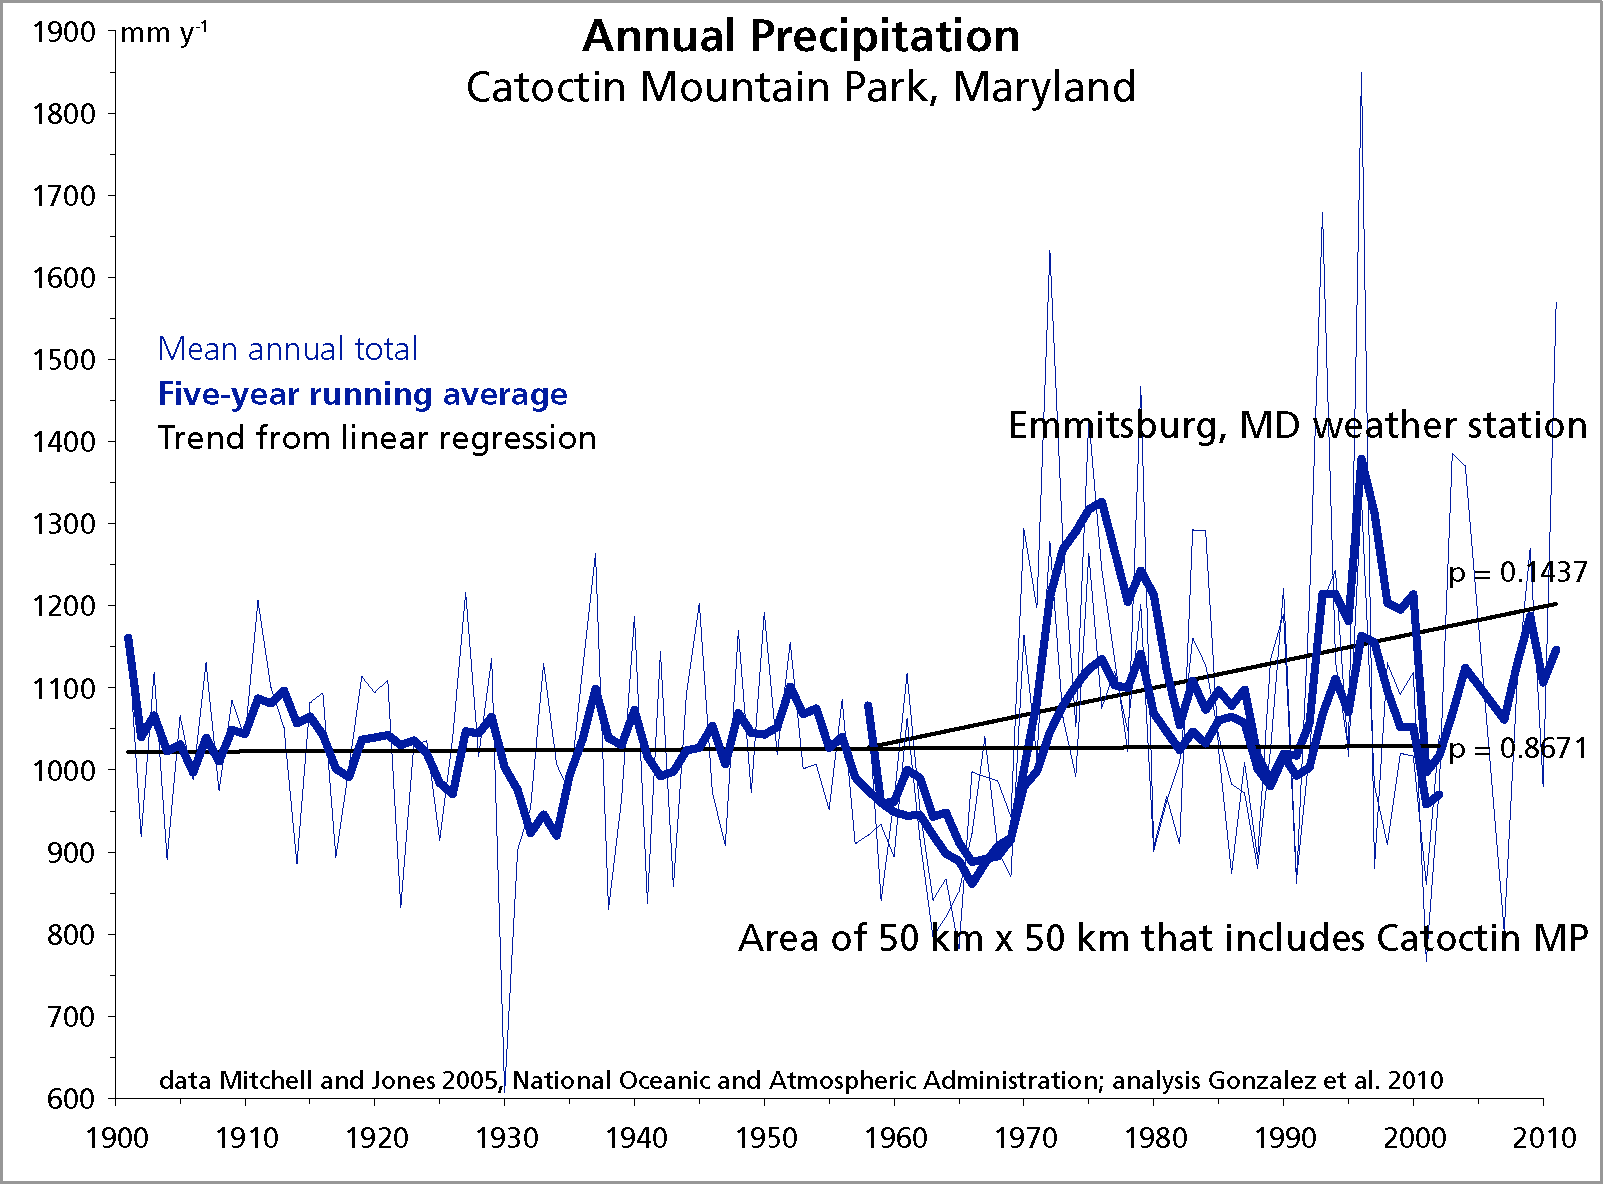 Annual Precipitation
Catoctin Mountain Park, Maryland
mm y-1
1900
1800
1700
1600
1500
1400
1300
1200
1100
1000
900
800
700
600
Mean annual total
Five-year running average
Trend from linear regression
Emmitsburg, MD weather station
p = 0.1437
p = 0.8671
Area of 50 km x 50 km that includes Catoctin MP
data Mitchell and Jones 2005, National Oceanic and Atmospheric Administration; analysis Gonzalez et al. 2010
1900 1910 1920 1930 1940 1950 1960 1970 1980 1990 2000 2010